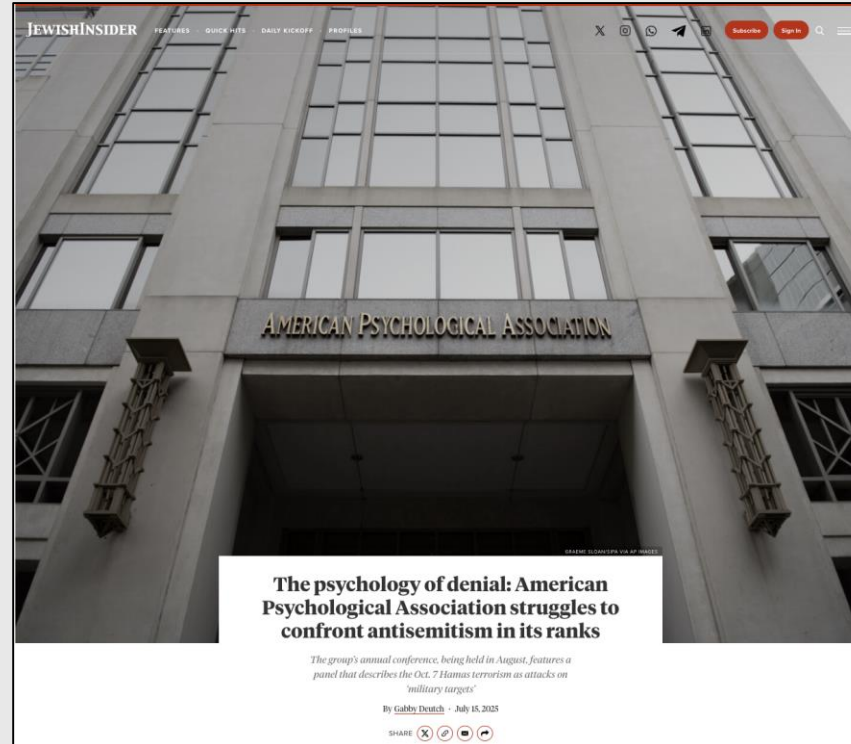 JEWISHINSIDER
FEATURES · QUICK HITS · DAILY KICKOFF · PROFILES
Subscribe
Sign In
AMERICAN PSYCHOLOGICAL ASSOCIATION
GRAEME SLOAN/SIPA VIA AP IMAGES
The psychology of denial: American
Psychological Association struggles to
confront antisemitism in its ranks
The group's annual conference, being held in August, features a
panel that describes the Oct. 7 Hamas terrorism as attacks on
'military targets'
By Gabby Deutch · July 15, 2025
SHARE